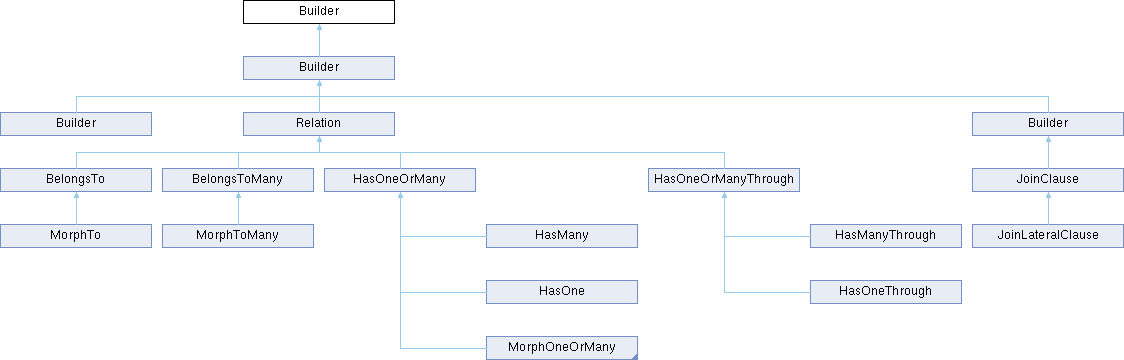 Builder
Builder
Builder
Relation
Builder
BelongsTo
BelongsToMany
HasOneOrMany
HasOneOrManyThrough
JoinClause
MorphTo
MorphToMany
HasMany
HasManyThrough
JoinLateralClause
HasOne
HasOneThrough
MorphOneOrMany